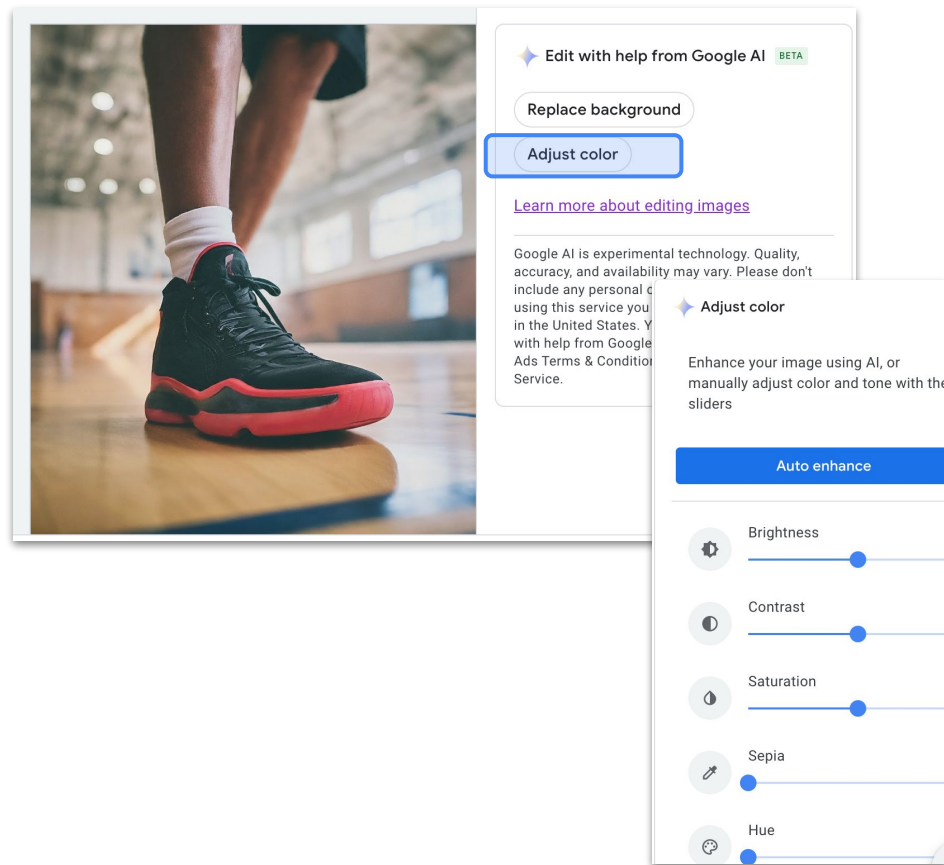 Edit with help from Google AI BETA
Replace background
Adjust color
Learn more about editing images
Google AI is experimental technology. Quality,
accuracy, and availability may vary. Please don't
include any personal
using this service you
in the United States.
with help from Google
Ads Terms &
Service.
Adjust color
Enhance your image using AI, or
manually adjust color and tone with the
sliders
Auto enhance
Brightness
Contrast
Saturation
Sepia
Hue